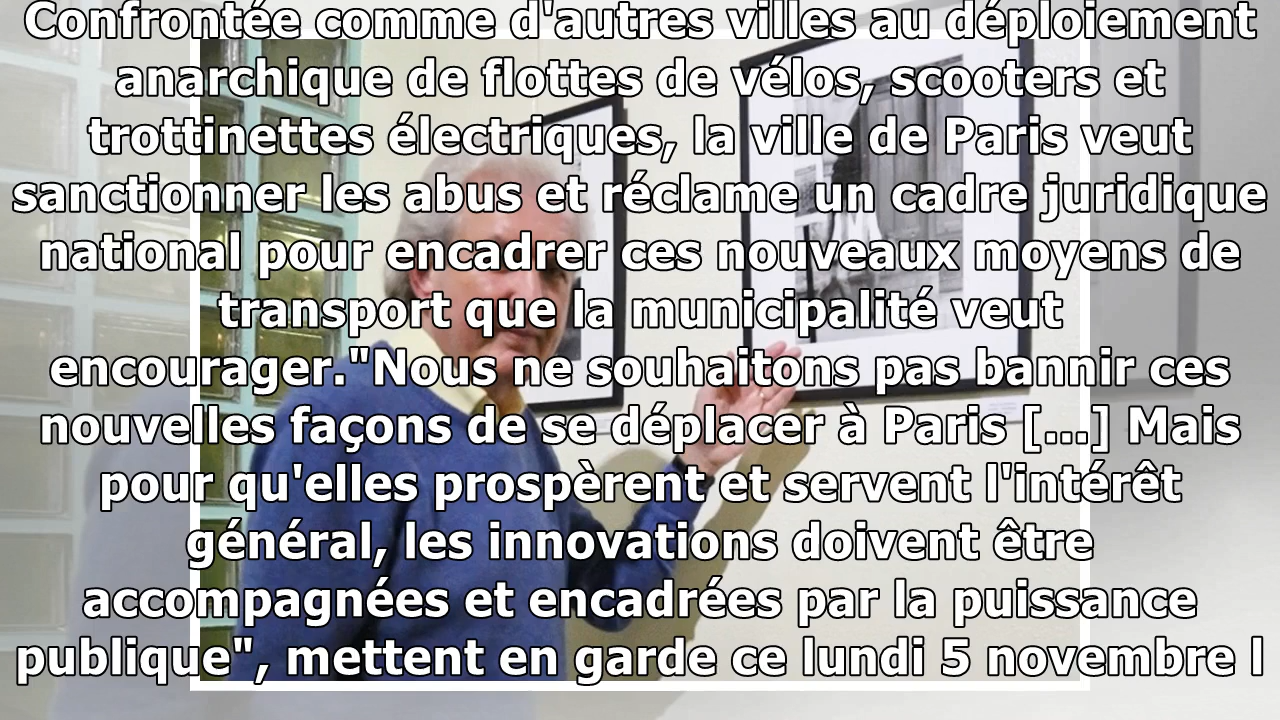 Confrontée comme d'autres villes au déploiement
anarchique de flottes de vélos, scooters et
trottinettes électriques, la ville de Paris veut
sanctionner les abus et réclame un cadre juridique
national pour encadrer ces nouveaux moyens de
transport que la municipalité veut
encourager."Nous ne souhaitons pas bannir ces
nouvelles façons de se déplacer à Paris [...] Mais
pour qu'elles prospèrent et servent l'intérêt
général, les innovations doivent être
accompagnées et encadrées par la puissance
publique", mettent en garde ce lundi 5 novembre l